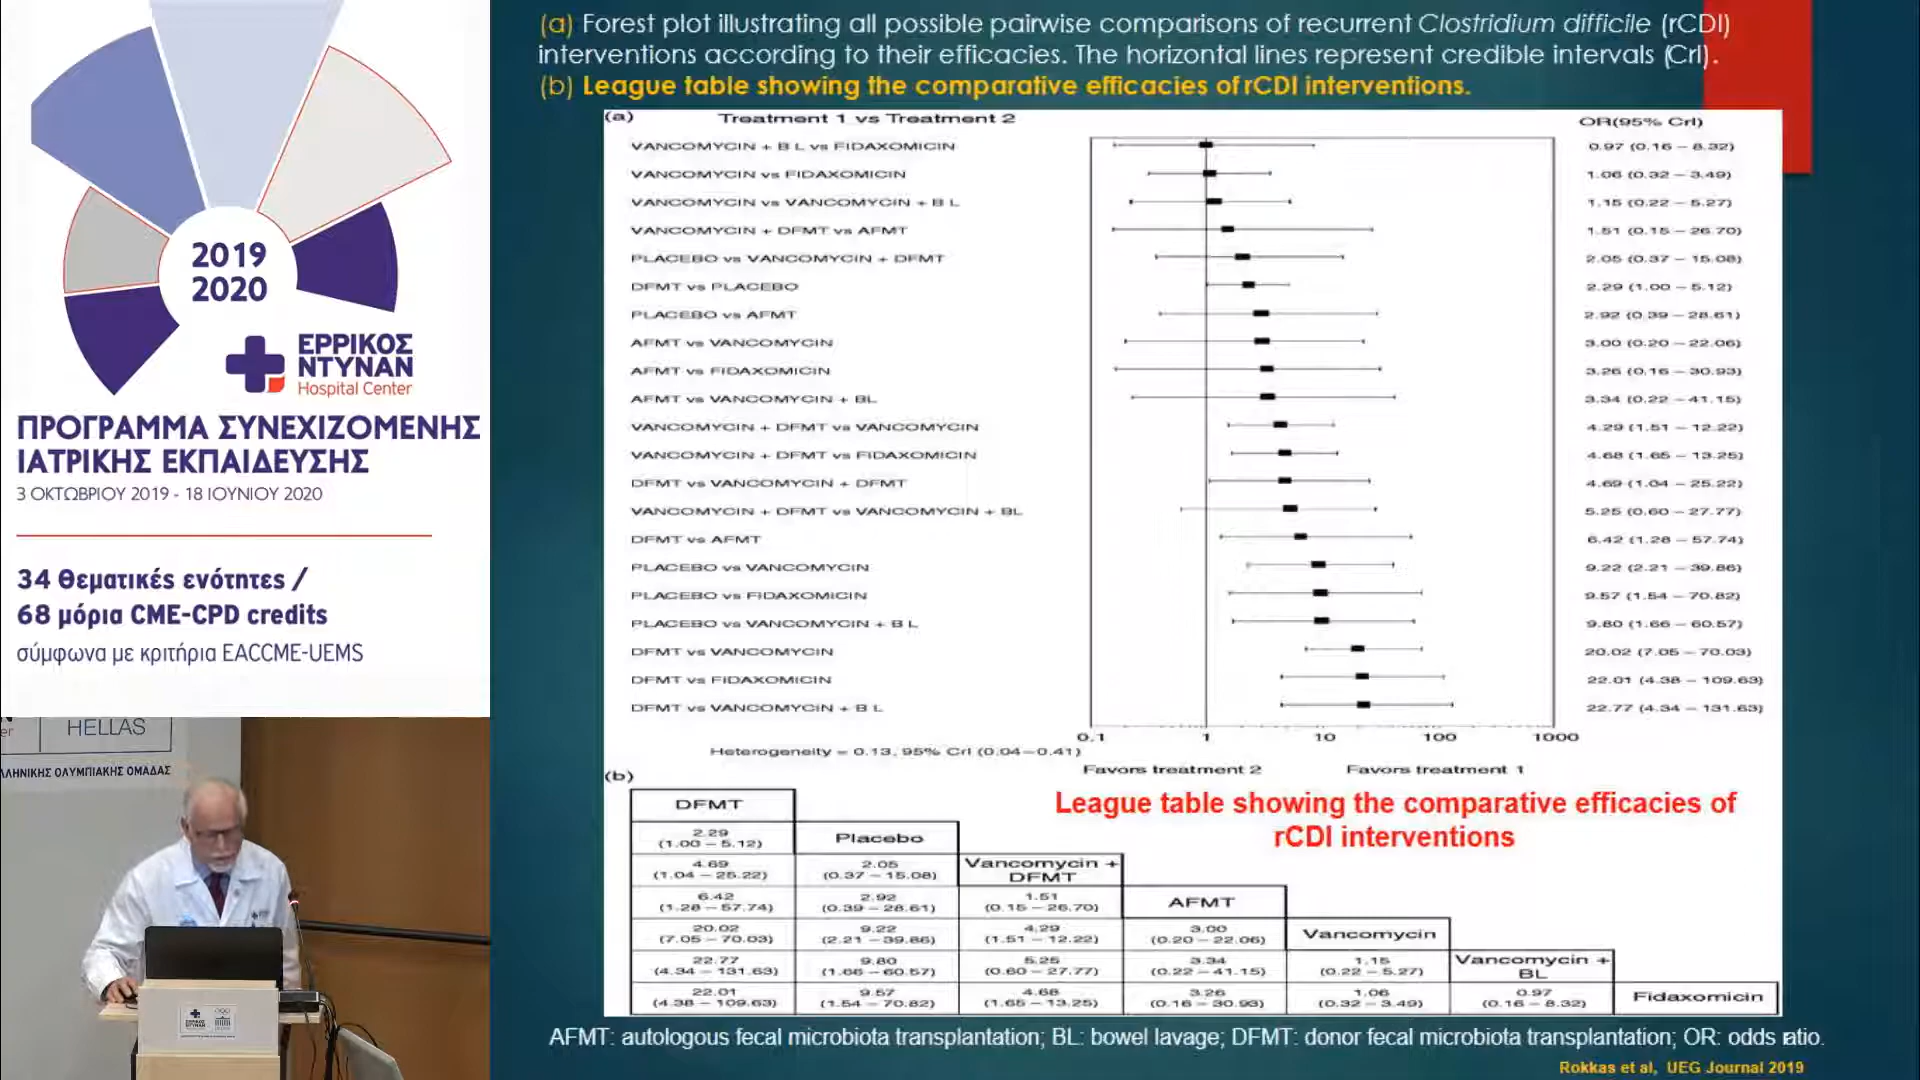 2019
2020
ΕΡΡΙΚΟΣ
ΝΤΥΝΑΝ
Hospital Center
ΠΡΟΓΡΑΜΜΑ ΣΥΝΕΧΙΖΟΜΕΝΗΣ
ΙΑΤΡΙΚΗΣ ΕΚΠΑΙΔΕΥΣΗΣ
3 ΟΚΤΩΒΡΙΟΥ 2019 - 18 ΙΟΥΝΙΟΥ 2020
34 θεματικές ενότητες /
68 μόρια CME-CPD credits
σύμφωνα με κριτήρια EACCME-UEMS
HELLAS
ΛΛΗΝΙΚΗΣ ΟΛΥΜΠΙΑΚΗΣ ΟΜΑΔΑΣ
(a) Forest plot illustrating all possible pairwise comparisons of recurrent Clostridium difficile (rCDI)
interventions according to their efficacies. The horizontal lines represent credible intervals (CrI).
(b) League table showing the comparative efficacies of rCDI interventions.
(a) Treatment 1 vs Treatment 2 OR(95% CrI)
VANCOMYCIN + B L vs FIDAXOMICIN 0.97 (0.16 – 8.32)
VANCOMYCIN vs FIDAXOMICIN 1.06 (0.32 – 3.49)
VANCOMYCIN vs VANCOMYCIN + B L 1.15 (0.22 – 5.27)
VANCOMYCIN + DFMT vs AFMT 1.51 (0.15 – 26.70)
PLACEBO vs VANCOMYCIN + DFMT 2.05 (0.37 – 15.08)
DFMT vs PLACEBO 2.29 (1.00 – 5.12)
PLACEBO vs AFMT 2.92 (0.39 – 28.61)
AFMT vs VANCOMYCIN 3.00 (0.20 – 22.06)
AFMT vs FIDAXOMICIN 3.26 (0.16 – 30.93)
AFMT vs VANCOMYCIN + BL 3.34 (0.22 – 41.15)
VANCOMYCIN + DFMT vs VANCOMYCIN 4.29 (1.51 – 12.22)
VANCOMYCIN + DFMT vs FIDAXOMICIN 4.68 (1.65 – 13.25)
DFMT vs VANCOMYCIN + DFMT 4.69 (1.04 – 25.22)
VANCOMYCIN + DFMT vs VANCOMYCIN + BL 5.25 (0.60 – 27.77)
DFMT vs AFMT 6.42 (1.28 – 57.74)
PLACEBO vs VANCOMYCIN 9.22 (2.21 – 39.86)
PLACEBO vs FIDAXOMICIN 9.57 (1.54 – 70.82)
PLACEBO vs VANCOMYCIN + B L 9.80 (1.66 – 60.57)
DFMT vs VANCOMYCIN 20.02 (7.05 – 70.03)
DFMT vs FIDAXOMICIN 22.01 (4.38 – 109.63)
DFMT vs VANCOMYCIN + B L 22.77 (4.34 – 131.63)
0.1 1 10 100 1000
Heterogeneity = 0.13, 95% CrI (0.04–0.41)
Favors treatment 2 Favors treatment 1
(b)
League table showing the comparative efficacies of
rCDI interventions
DFMT
2.29 Placebo
(1.00 – 5.12)
4.69 2.05 Vancomycin +
(1.04 – 25.22) (0.37 – 15.08) DFMT
6.42 2.92 1.51 AFMT
(1.28 – 57.74) (0.39 – 28.61) (0.15 – 26.70)
20.02 9.22 4.29 3.00 Vancomycin
(7.05 – 70.03) (2.21 – 39.86) (1.51 – 12.22) (0.20 – 22.06)
22.77 9.80 5.25 3.34 1.15 Vancomycin +
(4.34 – 131.63) (1.66 – 60.57) (0.60 – 27.77) (0.22 – 41.15) (0.22 – 5.27) BL
22.01 9.57 4.68 3.26 1.06 0.97 Fidaxomicin
(4.38 – 109.63) (1.54 – 70.82) (1.65 – 13.25) (0.16 – 30.93) (0.32 – 3.49) (0.16 – 8.32)
AFMT: autologous fecal microbiota transplantation; BL: bowel lavage; DFMT: donor fecal microbiota transplantation; OR: odds ratio.
Rokkas et al, UEG Journal 2019